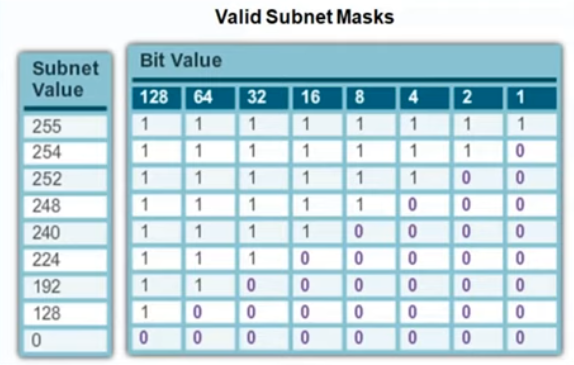 Valid Subnet Masks
Subnet Value
Bit Value
128 64 32 16 8 4 2 1
255 1 1 1 1 1 1 1 1
254 1 1 1 1 1 1 1 0
252 1 1 1 1 1 1 0 0
248 1 1 1 1 1 0 0 0
240 1 1 1 1 0 0 0 0
224 1 1 1 0 0 0 0 0
192 1 1 0 0 0 0 0 0
128 1 0 0 0 0 0 0 0
0 0 0 0 0 0 0 0 0